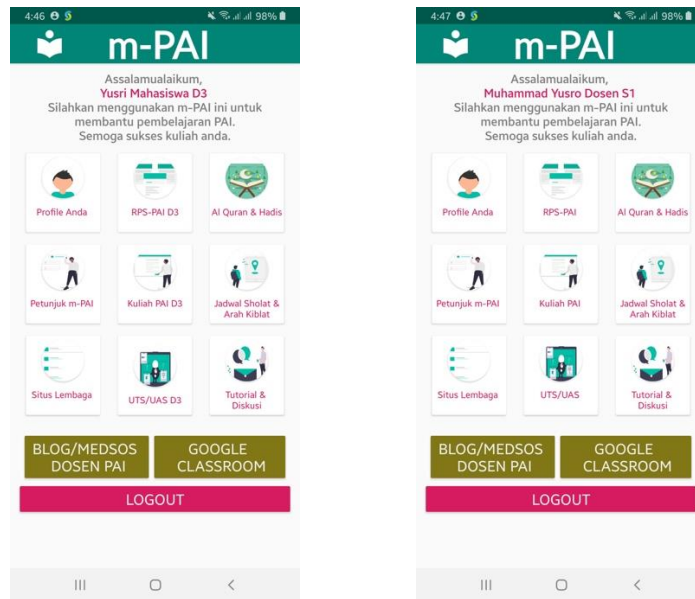 4:46
98%
m-PAI
Assalamualaikum,
Yusri Mahasiswa D3
Silahkan menggunakan m-PAI ini untuk
membantu pembelajaran PAI.
Semoga sukses kuliah anda.
Profile Anda
RPS-PAI D3
Al Quran & Hadis
Petunjuk m-PAI
Kuliah PAI D3
Jadwal Sholat &
Arah Kiblat
Situs Lembaga
UTS/UAS D3
Tutorial &
Diskusi
BLOG/MEDSOS
DOSEN PAI
GOOGLE
CLASSROOM
LOGOUT
4:47
98%
m-PAI
Assalamualaikum,
Muhammad Yusro Dosen S1
Silahkan menggunakan m-PAI ini untuk
membantu pembelajaran PAI.
Semoga sukses kuliah anda.
Profile Anda
RPS-PAI
Al Quran & Hadis
Petunjuk m-PAI
Kuliah PAI
Jadwal Sholat &
Arah Kiblat
Situs Lembaga
UTS/UAS
Tutorial &
Diskusi
BLOG/MEDSOS
DOSEN PAI
GOOGLE
CLASSROOM
LOGOUT